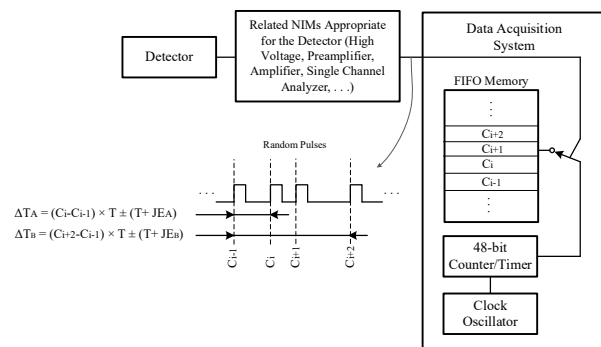 Detector
Related NIMs Appropriate
for the Detector (High
Voltage, Preamplifier,
Amplifier, Single Channel
Analyzer, . . .)
Data Acquisition
System
FIFO Memory
. . .
Ci+2
Ci+1
Ci
Ci-1
. . .
48-bit
Counter/Timer
Clock
Oscillator
Random Pulses
. . .
. . .
ΔTA = (Ci-Ci-1) × T ± (T+ JEA)
ΔTB = (Ci+2-Ci-1) × T ± (T+ JEB)
Ci-1
Ci
Ci+1
Ci+2